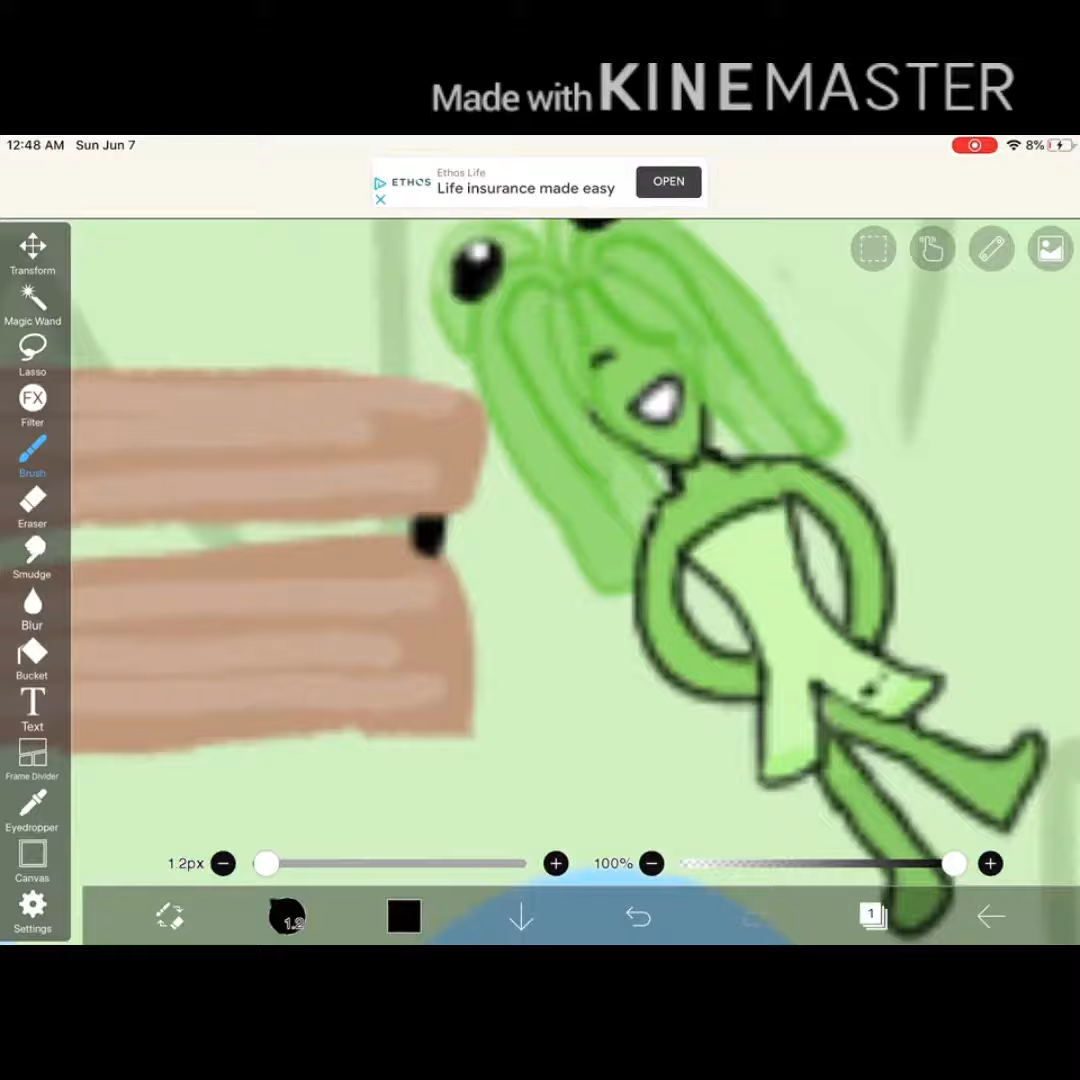 Made with KINEMASTER
12:48 AM Sun Jun 7
8%
Ethos Life
ETHOS
Life insurance made easy
OPEN
Transform
Magic Wand
Lasso
FX
Filter
Brush
Eraser
Smudge
Blur
Bucket
T
Text
Frame Divider
Eyedropper
Canvas
Settings
1.2px
100%
1.2
1